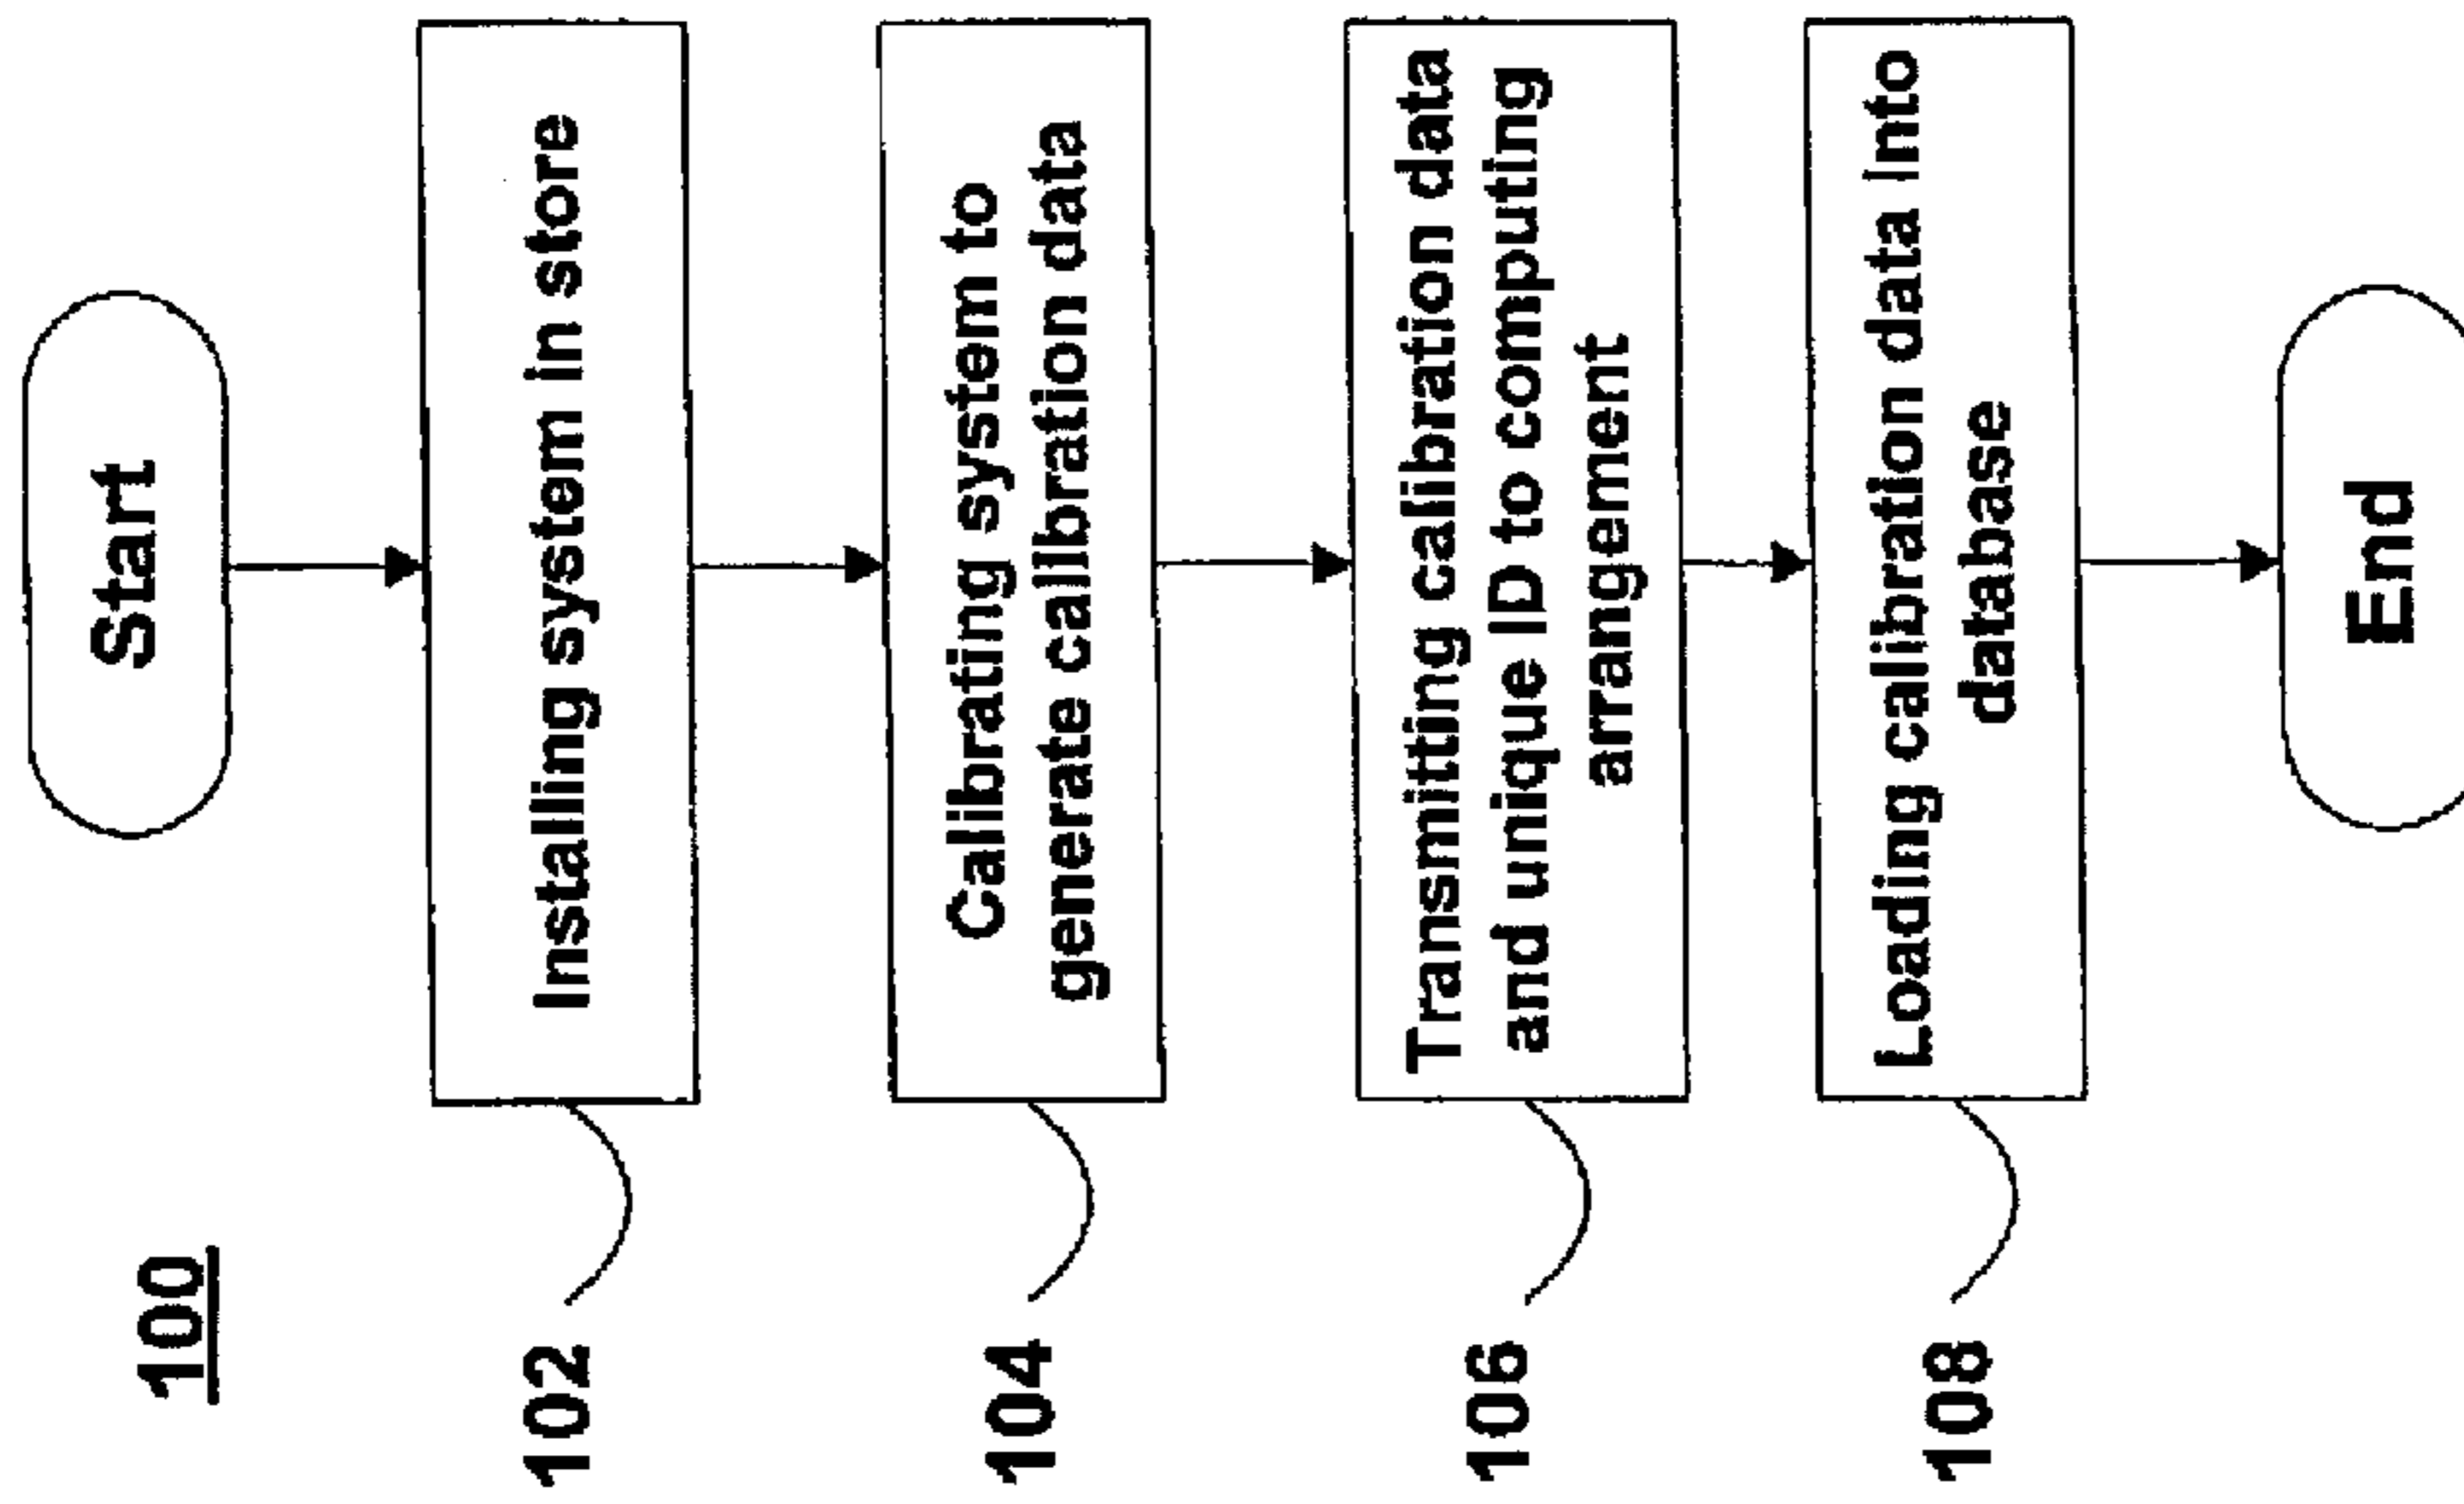 100
Start
102
Installing system in store
104
Calibrating system to
generate calibration data
106
Transmitting calibration data
and unique ID to computing
arrangement
108
Loading calibration data into
database
End